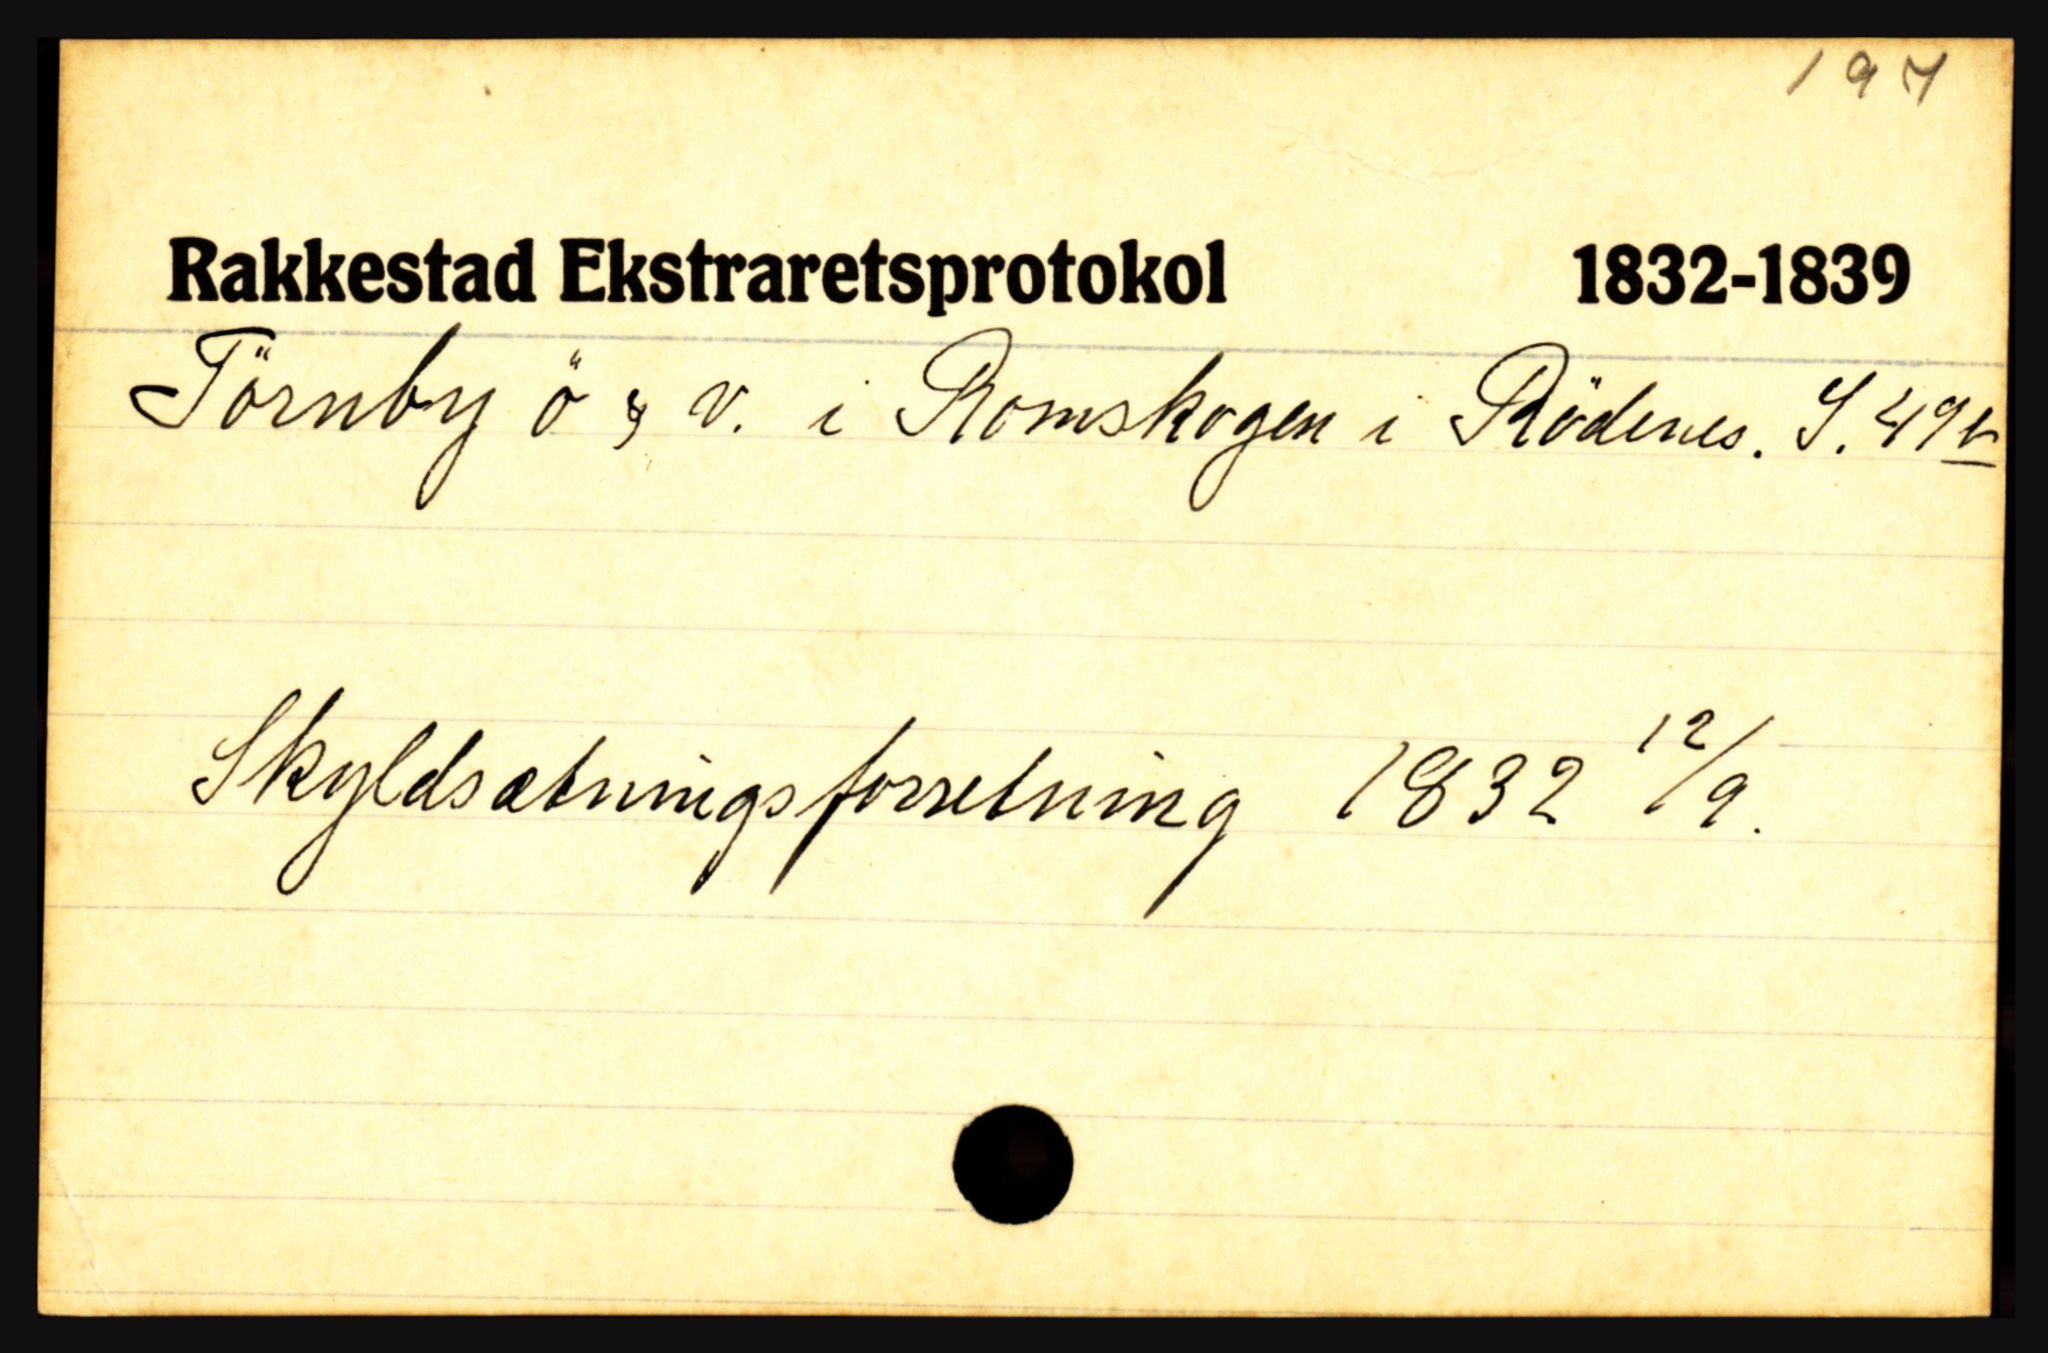 197
Rakkestad Ekstraretsprotokol 1832-1839
Törnby ö & v. i Romskogen i Rödenes. S. 49b
Skyldsætningsforretning 1832 12/9.